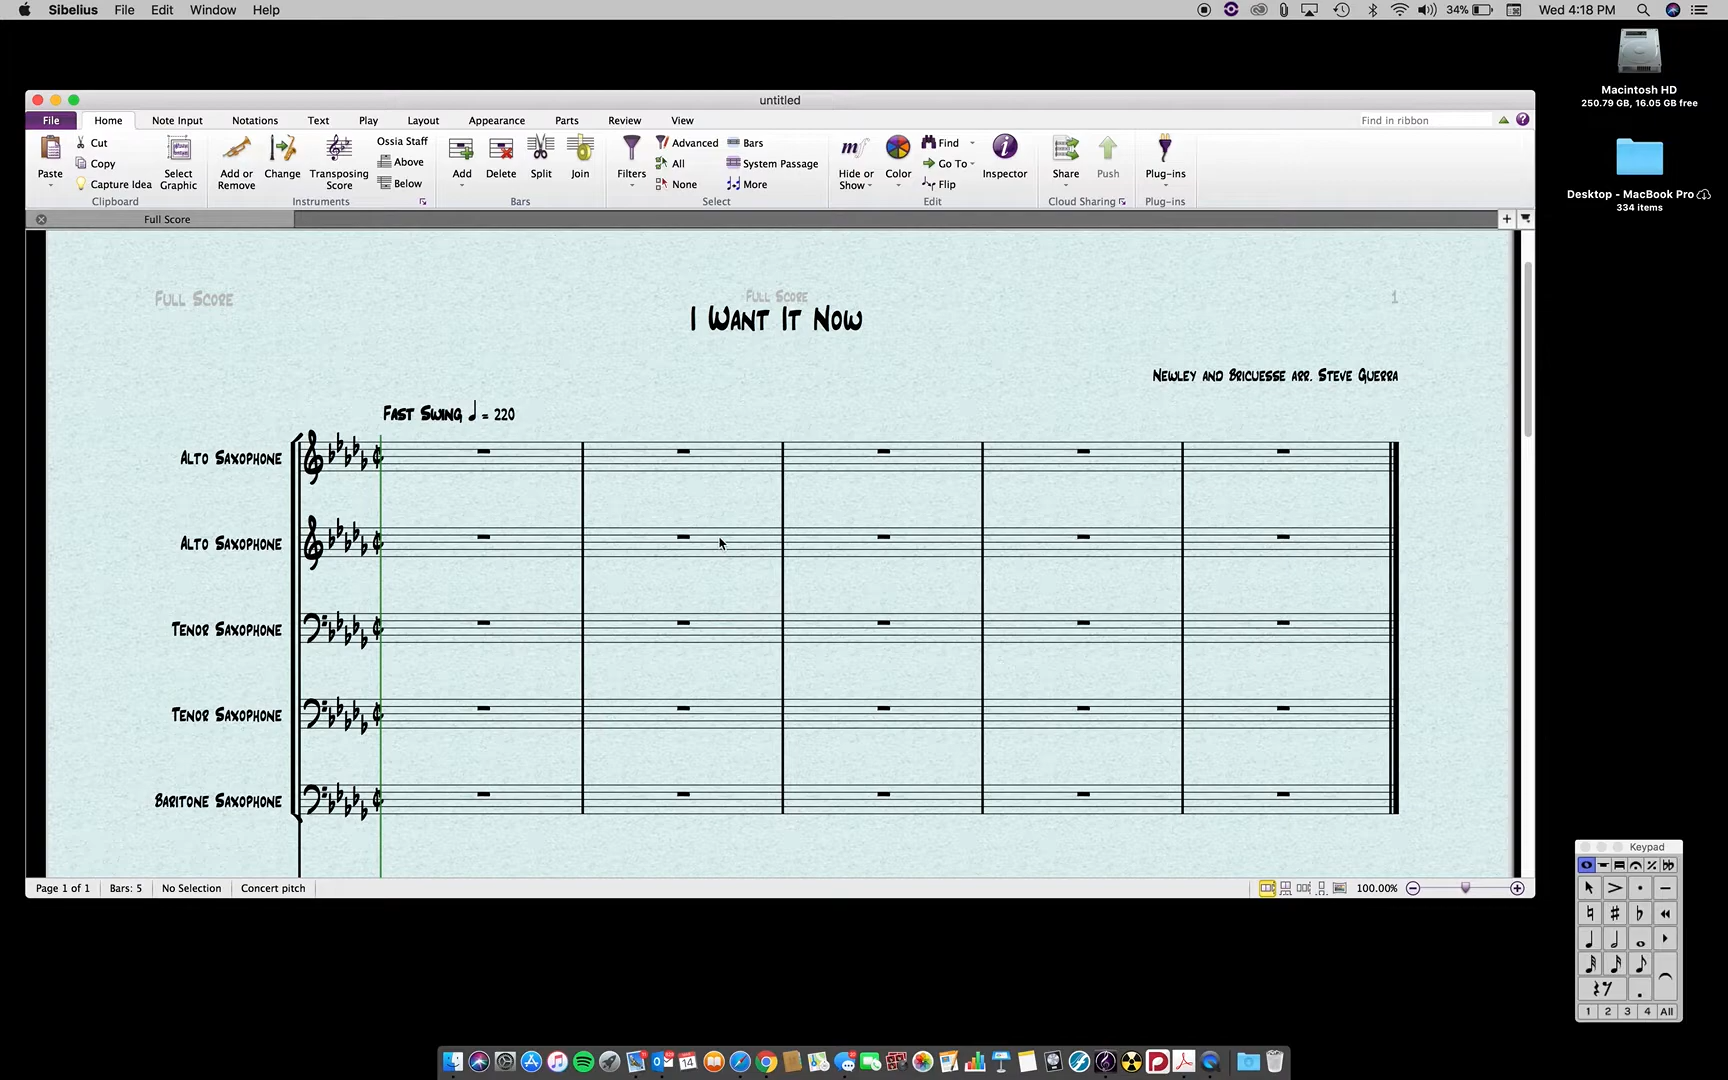 Sibelius File Edit Window Help 34% Wed 4:18 PM
Macintosh HD
250.79 GB, 16.05 GB free
Desktop - MacBook Pro
334 items
untitled
File Home Note Input Notations Text Play Layout Appearance Parts Review View Find in ribbon
Paste Cut Copy Capture Idea Select Graphic
Clipboard
Add or Remove Change Transposing Score Ossia Staff Above Below
Instruments
Add Delete Split Join
Bars
Filters Advanced All None Bars System Passage More
Select
Hide or Show Color Find Go To Flip Inspector
Edit
Share Push
Cloud Sharing
Plug-ins
Plug-ins
Full Score
Full Score
Full Score
1
I Want It Now
Newley and Bricuesse arr. Steve Guerra
Fast Swing = 220
Alto Saxophone
Alto Saxophone
Tenor Saxophone
Tenor Saxophone
Baritone Saxophone
Page 1 of 1 Bars: 5 No Selection Concert pitch 100.00%
Keypad
1 2 3 4 All